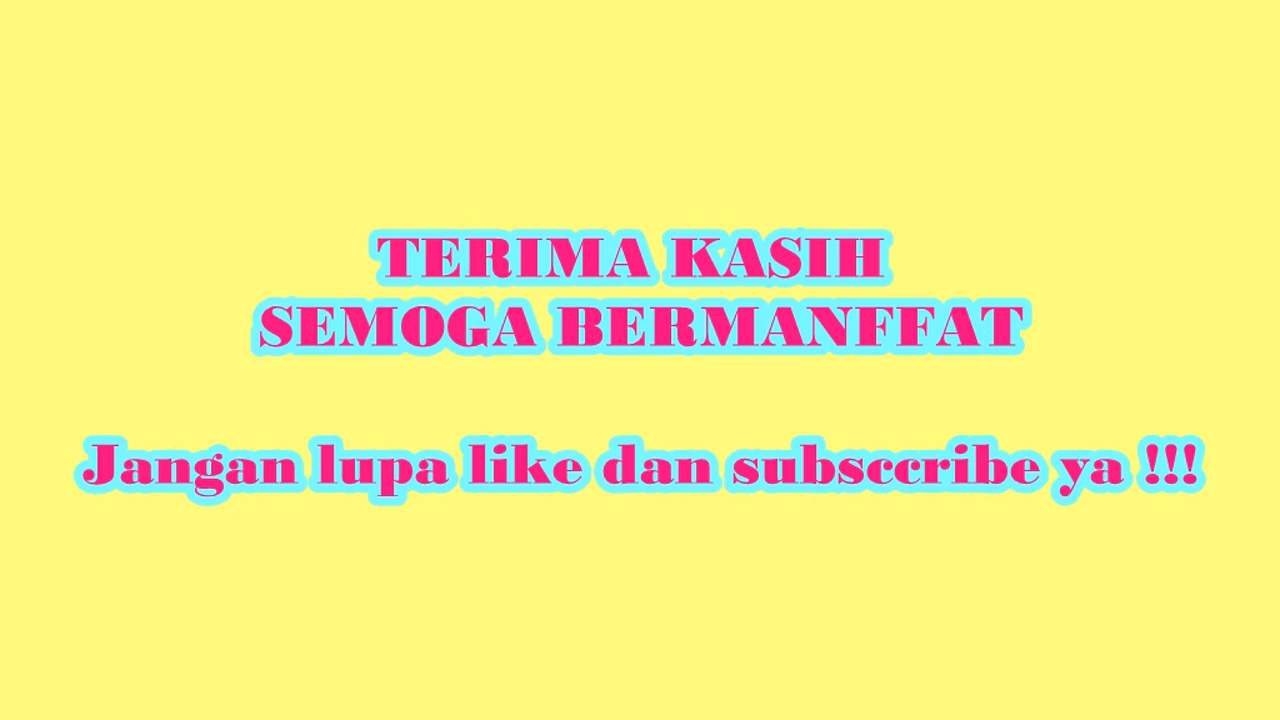 TERIMA KASIH
SEMOGA BERMANFFAT
Jangan lupa like dan subsccribe ya !!!